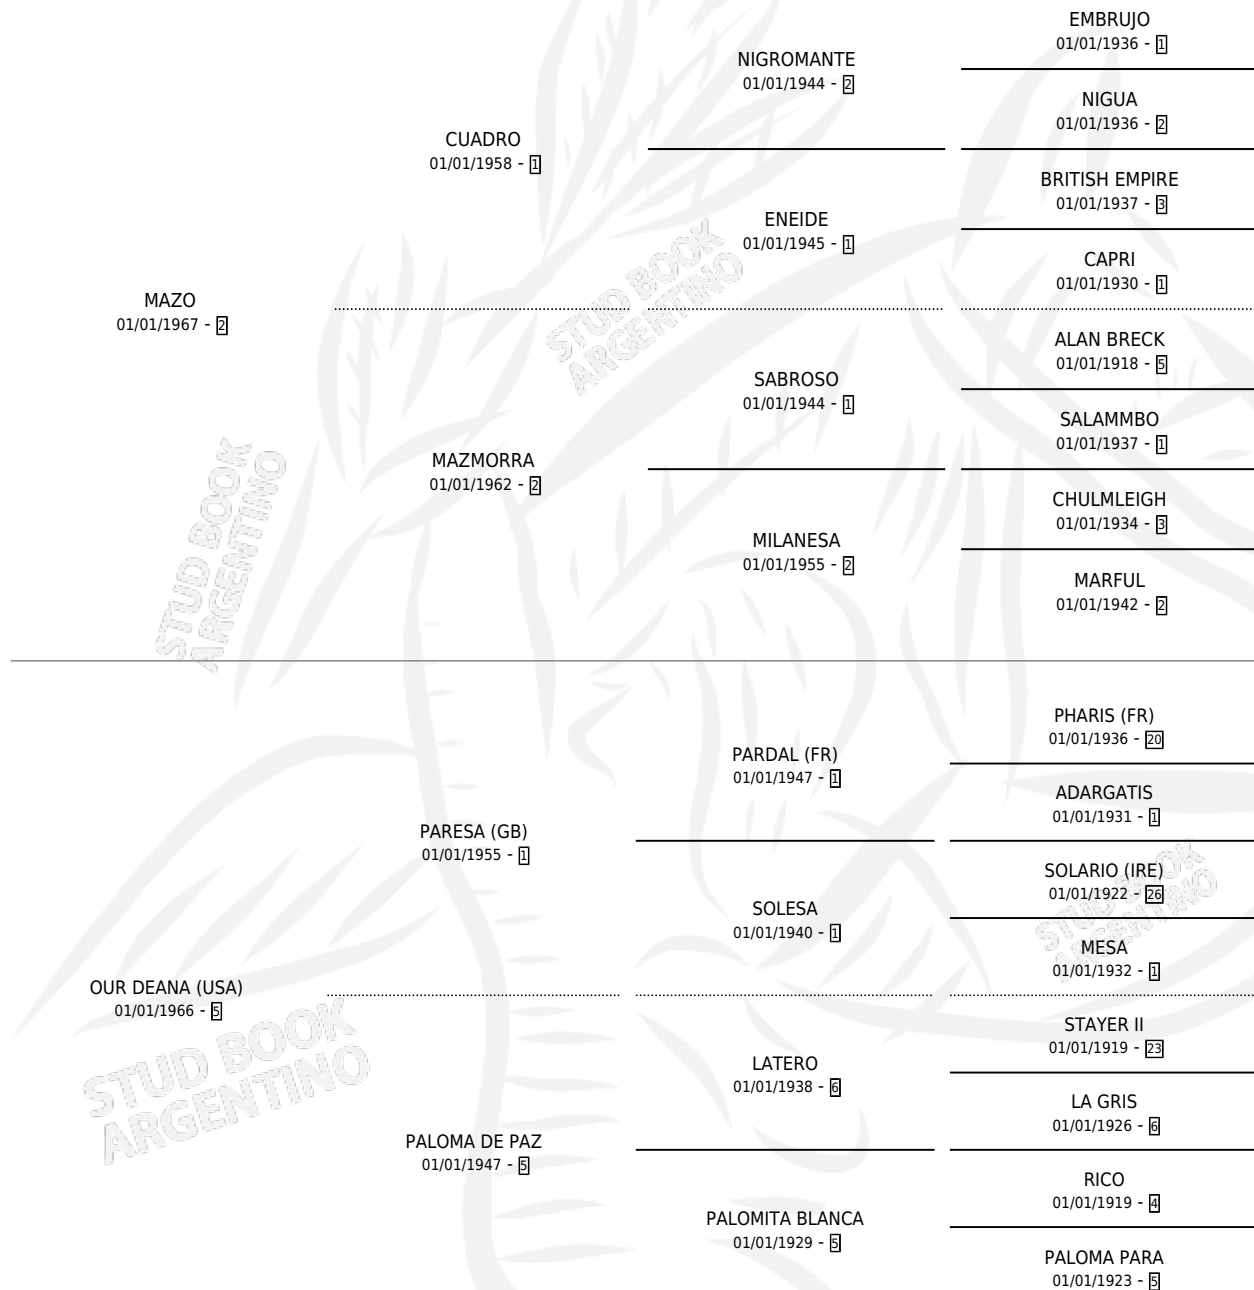 EMBRUJO
01/01/1936 - 1
NIGROMANTE
01/01/1944 - 2
NIGUA
01/01/1936 - 2
CUADRO
01/01/1958 - 1
BRITISH EMPIRE
01/01/1937 - 3
ENEIDE
01/01/1945 - 1
CAPRI
01/01/1930 - 1
MAZO
01/01/1967 - 2
ALAN BRECK
01/01/1918 - 5
SABROSO
01/01/1944 - 1
SALAMMBO
01/01/1937 - 1
MAZMORRA
01/01/1962 - 2
CHULMLEIGH
01/01/1934 - 3
MILANESA
01/01/1955 - 2
MARFUL
01/01/1942 - 2
PHARIS (FR)
01/01/1936 - 20
PARDAL (FR)
01/01/1947 - 1
ADARGATIS
01/01/1931 - 1
PARESA (GB)
01/01/1955 - 1
SOLARIO (IRE)
01/01/1922 - 26
SOLESA
01/01/1940 - 1
MESA
01/01/1932 - 1
OUR DEANA (USA)
01/01/1966 - 5
STAYER II
01/01/1919 - 23
LATERO
01/01/1938 - 6
LA GRIS
01/01/1926 - 6
PALOMA DE PAZ
01/01/1947 - 5
RICO
01/01/1919 - 4
PALOMITA BLANCA
01/01/1929 - 5
PALOMA PARA
01/01/1923 - 5
STUD BOOK
ARGENTINO
STUD BOOK
ARGENTINO
STUD BOOK
ARGENTINO
STUD BOOK
ARGENTINO